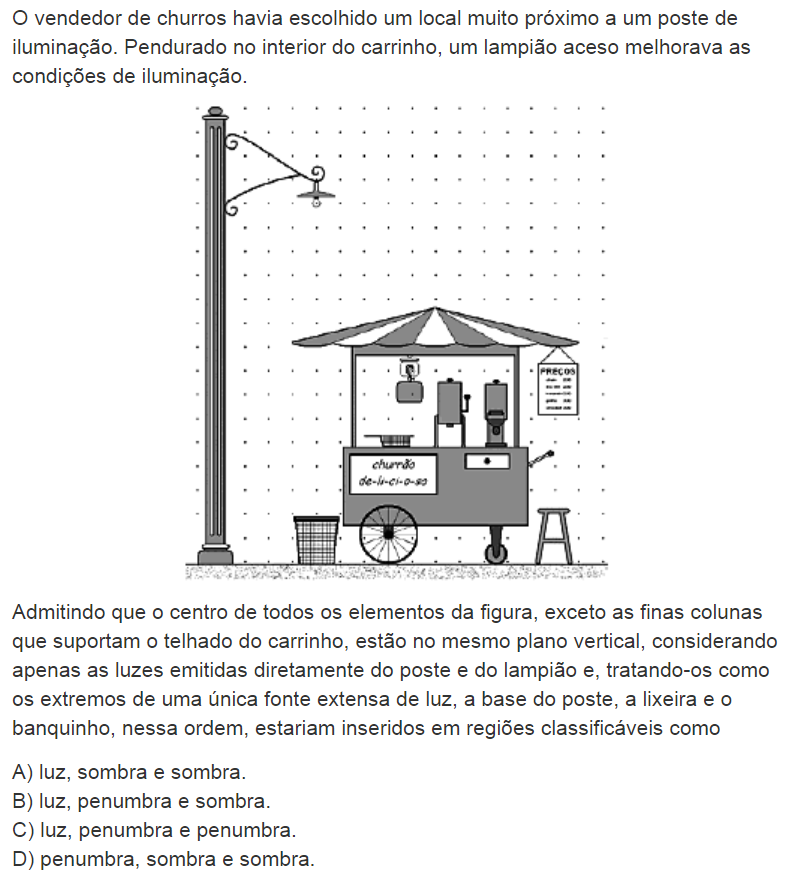 O vendedor de churros havia escolhido um local muito próximo a um poste de
iluminação. Pendurado no interior do carrinho, um lampião aceso melhorava as
condições de iluminação.
PREÇOS
churrão
de-li-ci-o-so
Admitindo que o centro de todos os elementos da figura, exceto as finas colunas
que suportam o telhado do carrinho, estão no mesmo plano vertical, considerando
apenas as luzes emitidas diretamente do poste e do lampião e, tratando-os como
os extremos de uma única fonte extensa de luz, a base do poste, a lixeira e o
banquinho, nessa ordem, estariam inseridos em regiões classificáveis como
A) luz, sombra e sombra.
B) luz, penumbra e sombra.
C) luz, penumbra e penumbra.
D) penumbra, sombra e sombra.